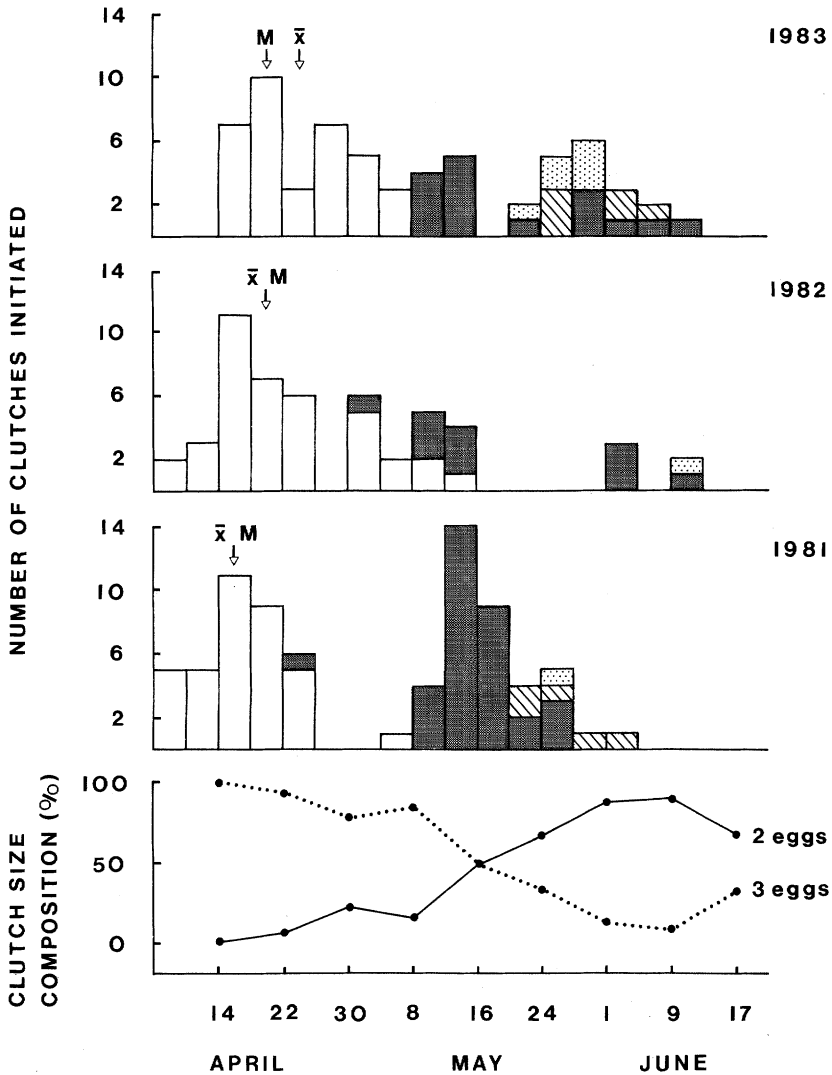 NUMBER OF CLUTCHES INITIATED
14
10
6
2
M x̄
1983
14
10
6
2
x̄ M
1982
14
10
6
2
x̄ M
1981
CLUTCH SIZE
COMPOSITION (%)
100
50
0
2 eggs
3 eggs
14 22 30 8 16 24 1 9 17
APRIL MAY JUNE